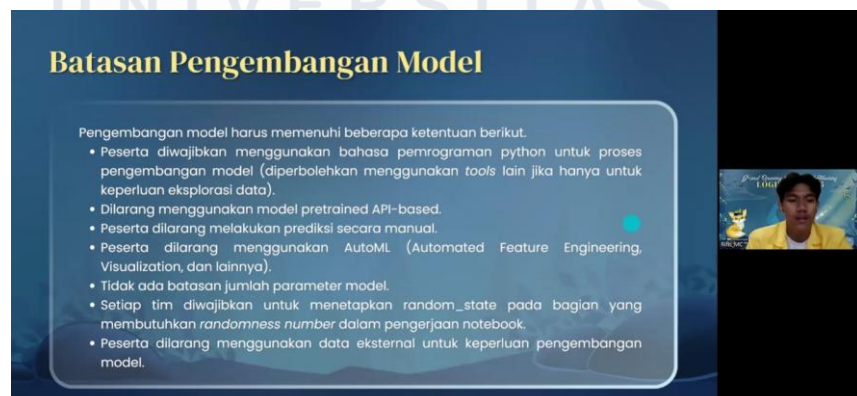 UNIVERSITAS
Batasan Pengembangan Model
Pengembangan model harus memenuhi beberapa ketentuan berikut.
• Peserta diwajibkan menggunakan bahasa pemrograman python untuk proses
pengembangan model (diperbolehkan menggunakan tools lain jika hanya untuk
keperluan eksplorasi data).
• Dilarang menggunakan model pretrained API-based.
• Peserta dilarang melakukan prediksi secara manual.
• Peserta dilarang menggunakan AutoML (Automated Feature Engineering,
Visualization, dan lainnya).
• Tidak ada batasan jumlah parameter model.
• Setiap tim diwajibkan untuk menetapkan random_state pada bagian yang
membutuhkan randomness number dalam pengerjaan notebook.
• Peserta dilarang menggunakan data eksternal untuk keperluan pengembangan
model.